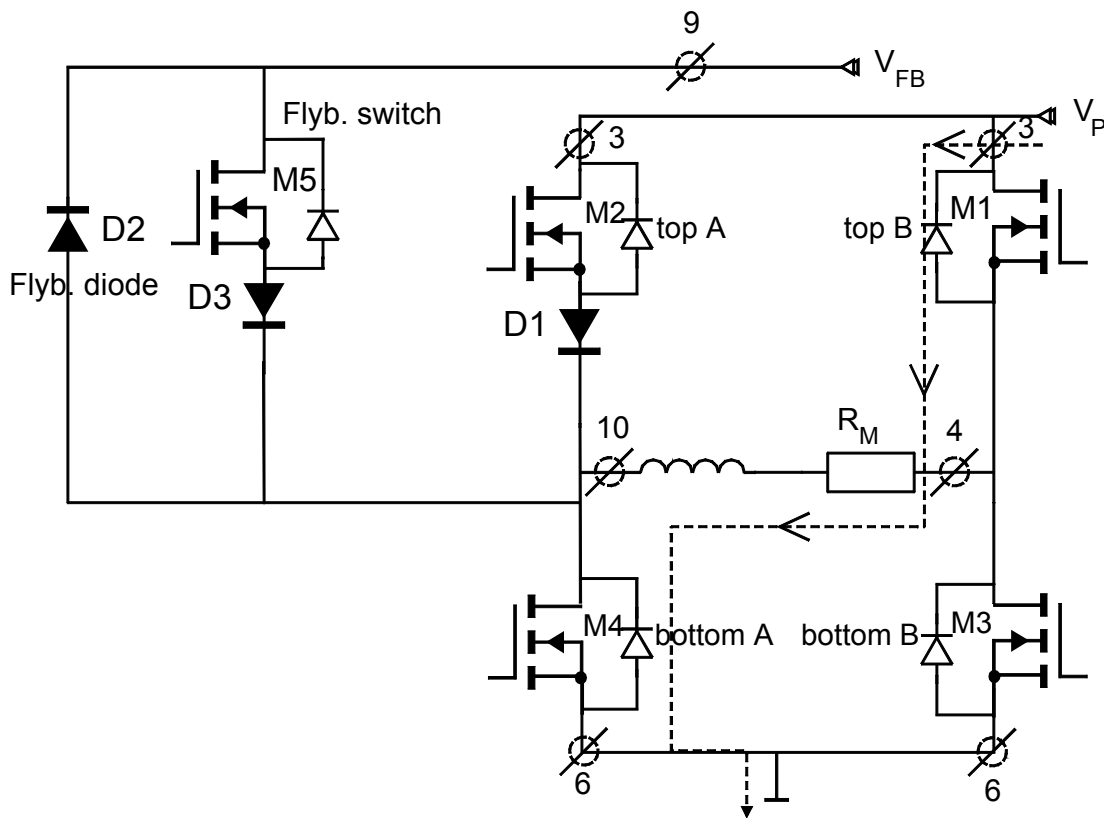 9
V_FB
Flyb. switch
V_P
3
3
M5
M2
top A
top B
M1
D2
Flyb. diode
D3
D1
10
R_M
4
M4
bottom A
bottom B
M3
6
6